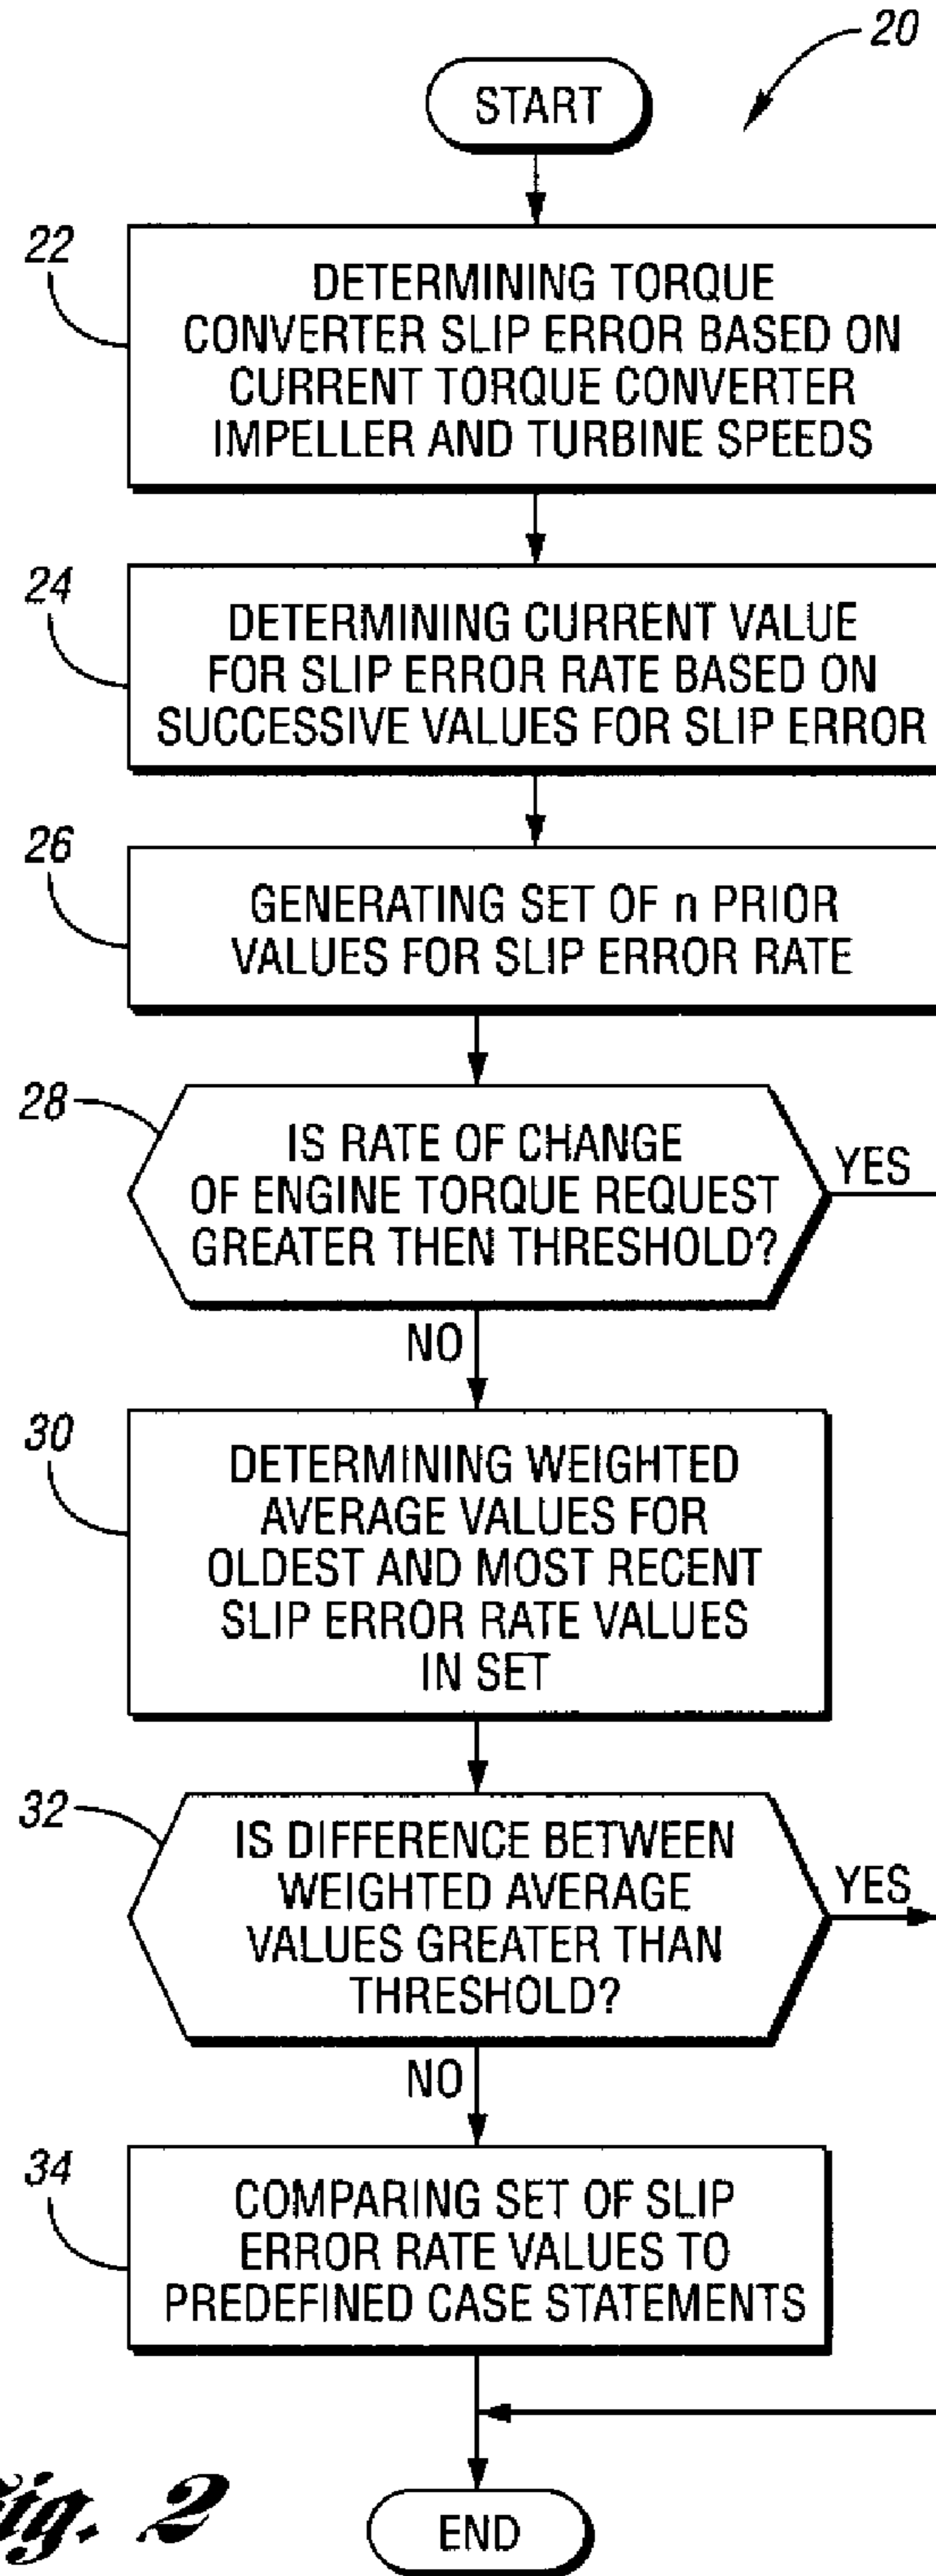 20
START
22
DETERMINING TORQUE
CONVERTER SLIP ERROR BASED ON
CURRENT TORQUE CONVERTER
IMPELLER AND TURBINE SPEEDS
24
DETERMINING CURRENT VALUE
FOR SLIP ERROR RATE BASED ON
SUCCESSIVE VALUES FOR SLIP ERROR
26
GENERATING SET OF n PRIOR
VALUES FOR SLIP ERROR RATE
28
IS RATE OF CHANGE
OF ENGINE TORQUE REQUEST
GREATER THEN THRESHOLD?
YES
NO
30
DETERMINING WEIGHTED
AVERAGE VALUES FOR
OLDEST AND MOST RECENT
SLIP ERROR RATE VALUES
IN SET
32
IS DIFFERENCE BETWEEN
WEIGHTED AVERAGE
VALUES GREATER THAN
THRESHOLD?
YES
NO
34
COMPARING SET OF SLIP
ERROR RATE VALUES TO
PREDEFINED CASE STATEMENTS
Fig. 2
END